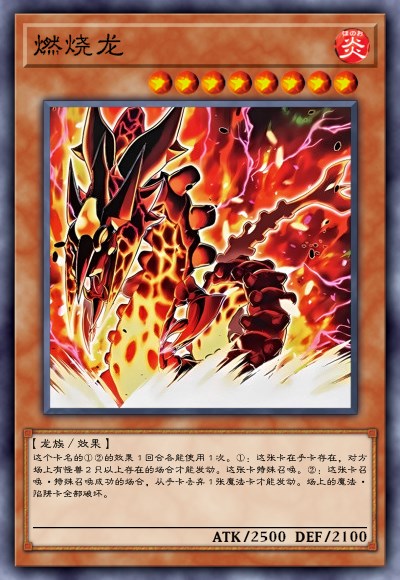 燃烧龙
ほのお
炎
【龙族／效果】
这个卡名的①②的效果1回合各能使用1次。①：这张卡在手卡存在，对方
场上有怪兽2只以上存在的场合才能发动。这张卡特殊召唤。②：这张卡召
唤·特殊召唤成功的场合，从手卡丢弃1张魔法卡才能发动。场上的魔法·
陷阱卡全部破坏。
ATK/2500 DEF/2100